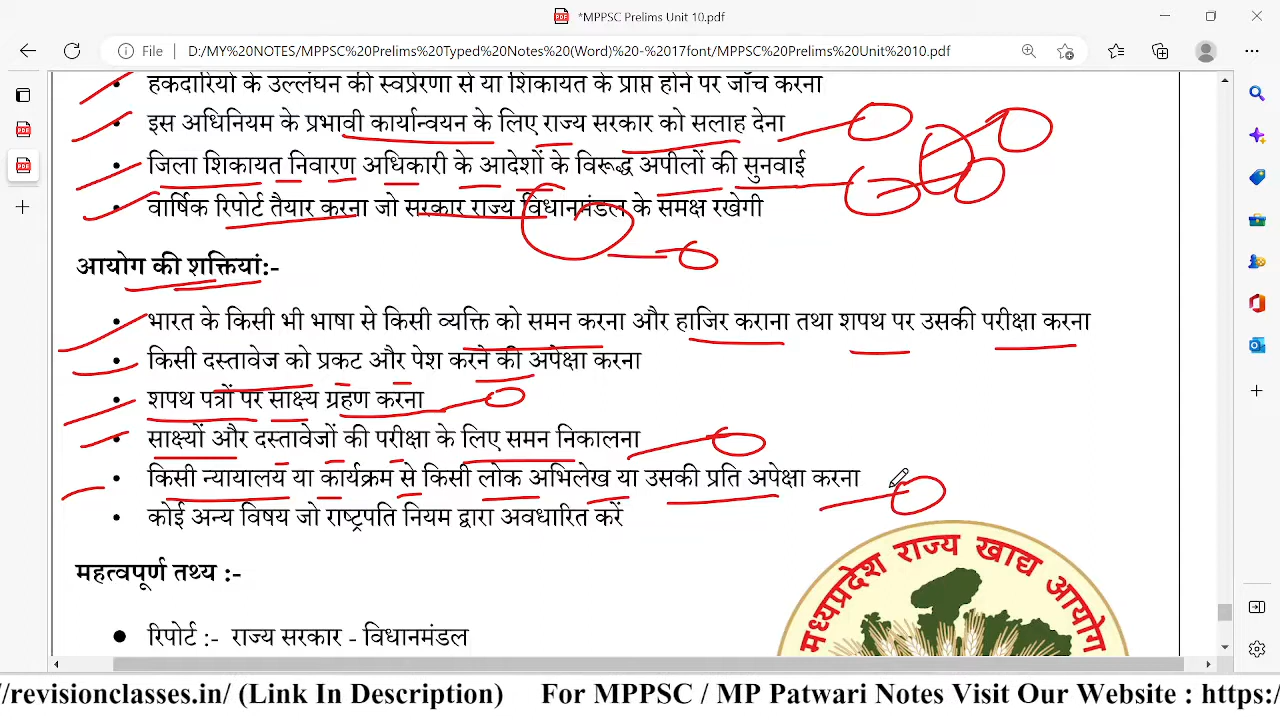 *MPPSC Prelims Unit 10.pdf
File | D:/MY%20NOTES/MPPSC%20Prelims%20Typed%20Notes%20(Word)%20-%2017font/MPPSC%20Prelims%20Unit%2010.pdf
हकदारियों के उल्लंघन की स्वप्रेरणा से या शिकायत के प्राप्त होने पर जाँच करना
• इस अधिनियम के प्रभावी कार्यान्वयन के लिए राज्य सरकार को सलाह देना
• जिला शिकायत निवारण अधिकारी के आदेशों के विरूद्ध अपीलों की सुनवाई
• वार्षिक रिपोर्ट तैयार करना जो सरकार राज्य विधानमंडल के समक्ष रखेगी
आयोग की शक्तियां:-
• भारत के किसी भी भाषा से किसी व्यक्ति को समन करना और हाजिर कराना तथा शपथ पर उसकी परीक्षा करना
• किसी दस्तावेज को प्रकट और पेश करने की अपेक्षा करना
• शपथ पत्रों पर साक्ष्य ग्रहण करना
• साक्ष्यों और दस्तावेजों की परीक्षा के लिए समन निकालना
• किसी न्यायालय या कार्यक्रम से किसी लोक अभिलेख या उसकी प्रति अपेक्षा करना
• कोई अन्य विषय जो राष्ट्रपति नियम द्वारा अवधारित करें
महत्वपूर्ण तथ्य :-
● रिपोर्ट :- राज्य सरकार - विधानमंडल
मध्यप्रदेश राज्य खाद्य आयोग
//revisionclasses.in/ (Link In Description) For MPPSC / MP Patwari Notes Visit Our Website : https:/